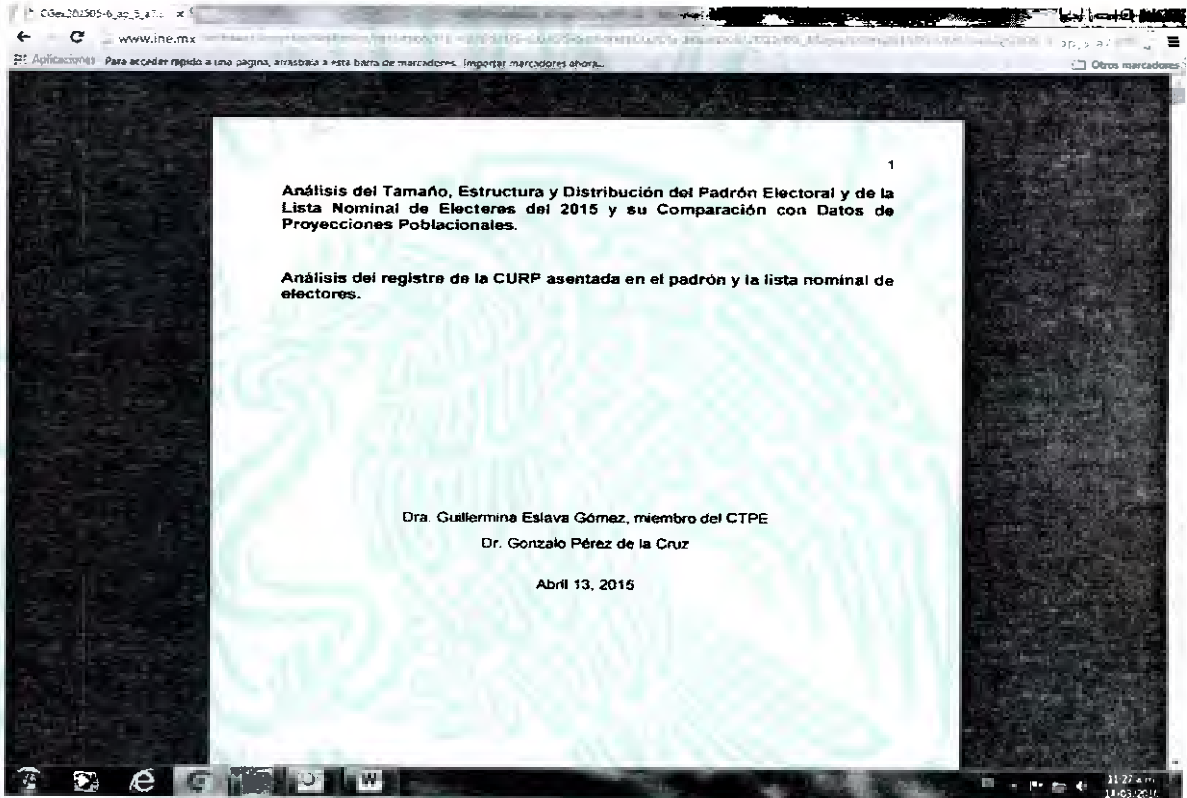 www.ine.mx
Aplicaciones Para acceder rápido a una página, arrástrala a esta barra de marcadores. Importar marcadores ahora...
Otros marcadores
1
Análisis del Tamaño, Estructura y Distribución del Padrón Electoral y de la
Lista Nominal de Electores del 2015 y su Comparación con Datos de
Proyecciones Poblacionales.
Análisis del registro de la CURP asentada en el padrón y la lista nominal de
electores.
Dra. Guillermina Eslava Gómez, miembro del CTPE
Dr. Gonzalo Pérez de la Cruz
Abril 13, 2015
11:27 a.m.